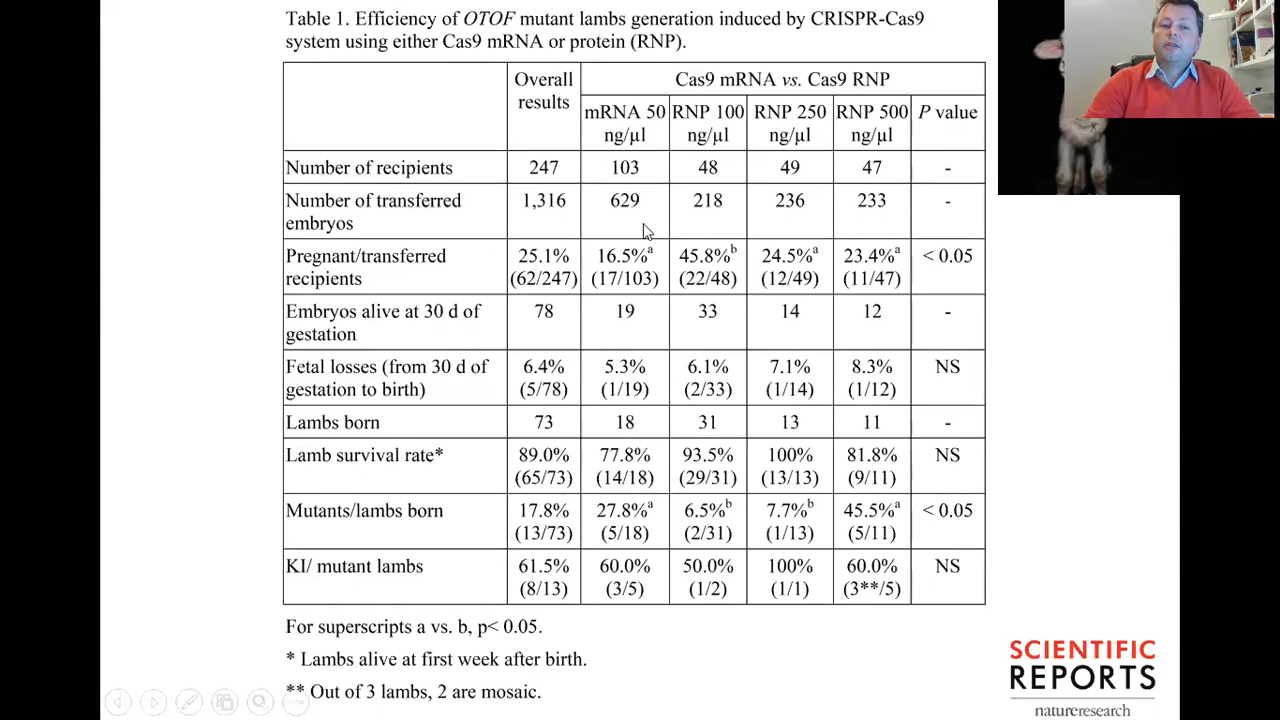 Table 1. Efficiency of OTOF mutant lambs generation induced by CRISPR-Cas9
system using either Cas9 mRNA or protein (RNP).
Overall results Cas9 mRNA vs. Cas9 RNP
mRNA 50 ng/µl RNP 100 ng/µl RNP 250 ng/µl RNP 500 ng/µl P value
Number of recipients 247 103 48 49 47 -
Number of transferred embryos 1,316 629 218 236 233 -
Pregnant/transferred recipients 25.1% (62/247) 16.5%a (17/103) 45.8%b (22/48) 24.5%a (12/49) 23.4%a (11/47) < 0.05
Embryos alive at 30 d of gestation 78 19 33 14 12 -
Fetal losses (from 30 d of gestation to birth) 6.4% (5/78) 5.3% (1/19) 6.1% (2/33) 7.1% (1/14) 8.3% (1/12) NS
Lambs born 73 18 31 13 11 -
Lamb survival rate* 89.0% (65/73) 77.8% (14/18) 93.5% (29/31) 100% (13/13) 81.8% (9/11) NS
Mutants/lambs born 17.8% (13/73) 27.8%a (5/18) 6.5%b (2/31) 7.7%b (1/13) 45.5%a (5/11) < 0.05
KI/ mutant lambs 61.5% (8/13) 60.0% (3/5) 50.0% (1/2) 100% (1/1) 60.0% (3**/5) NS
For superscripts a vs. b, p< 0.05.
* Lambs alive at first week after birth.
** Out of 3 lambs, 2 are mosaic.
SCIENTIFIC
REPORTS
natureresearch